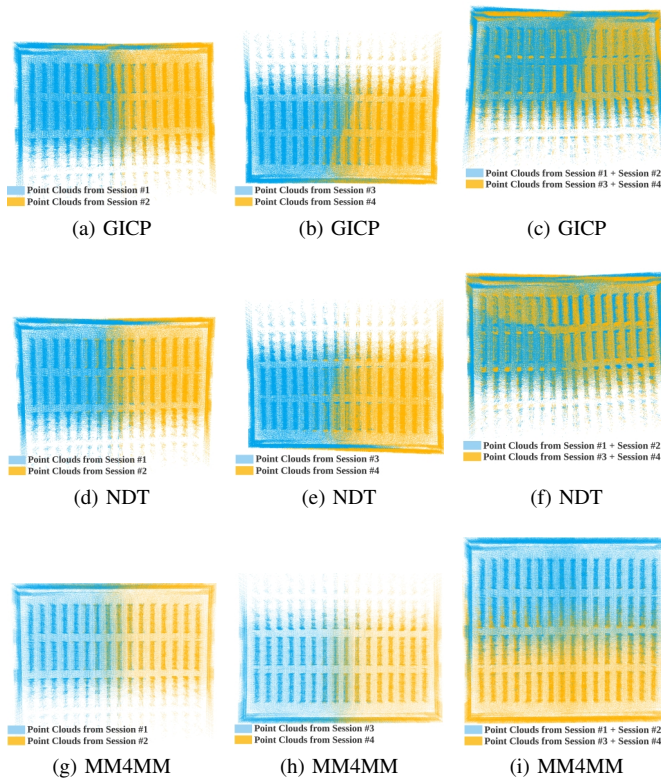 Point Clouds from Session #1
Point Clouds from Session #2
(a) GICP
Point Clouds from Session #3
Point Clouds from Session #4
(b) GICP
Point Clouds from Session #1 + Session #2
Point Clouds from Session #3 + Session #4
(c) GICP
Point Clouds from Session #1
Point Clouds from Session #2
(d) NDT
Point Clouds from Session #3
Point Clouds from Session #4
(e) NDT
Point Clouds from Session #1 + Session #2
Point Clouds from Session #3 + Session #4
(f) NDT
Point Clouds from Session #1
Point Clouds from Session #2
(g) MM4MM
Point Clouds from Session #3
Point Clouds from Session #4
(h) MM4MM
Point Clouds from Session #1 + Session #2
Point Clouds from Session #3 + Session #4
(i) MM4MM